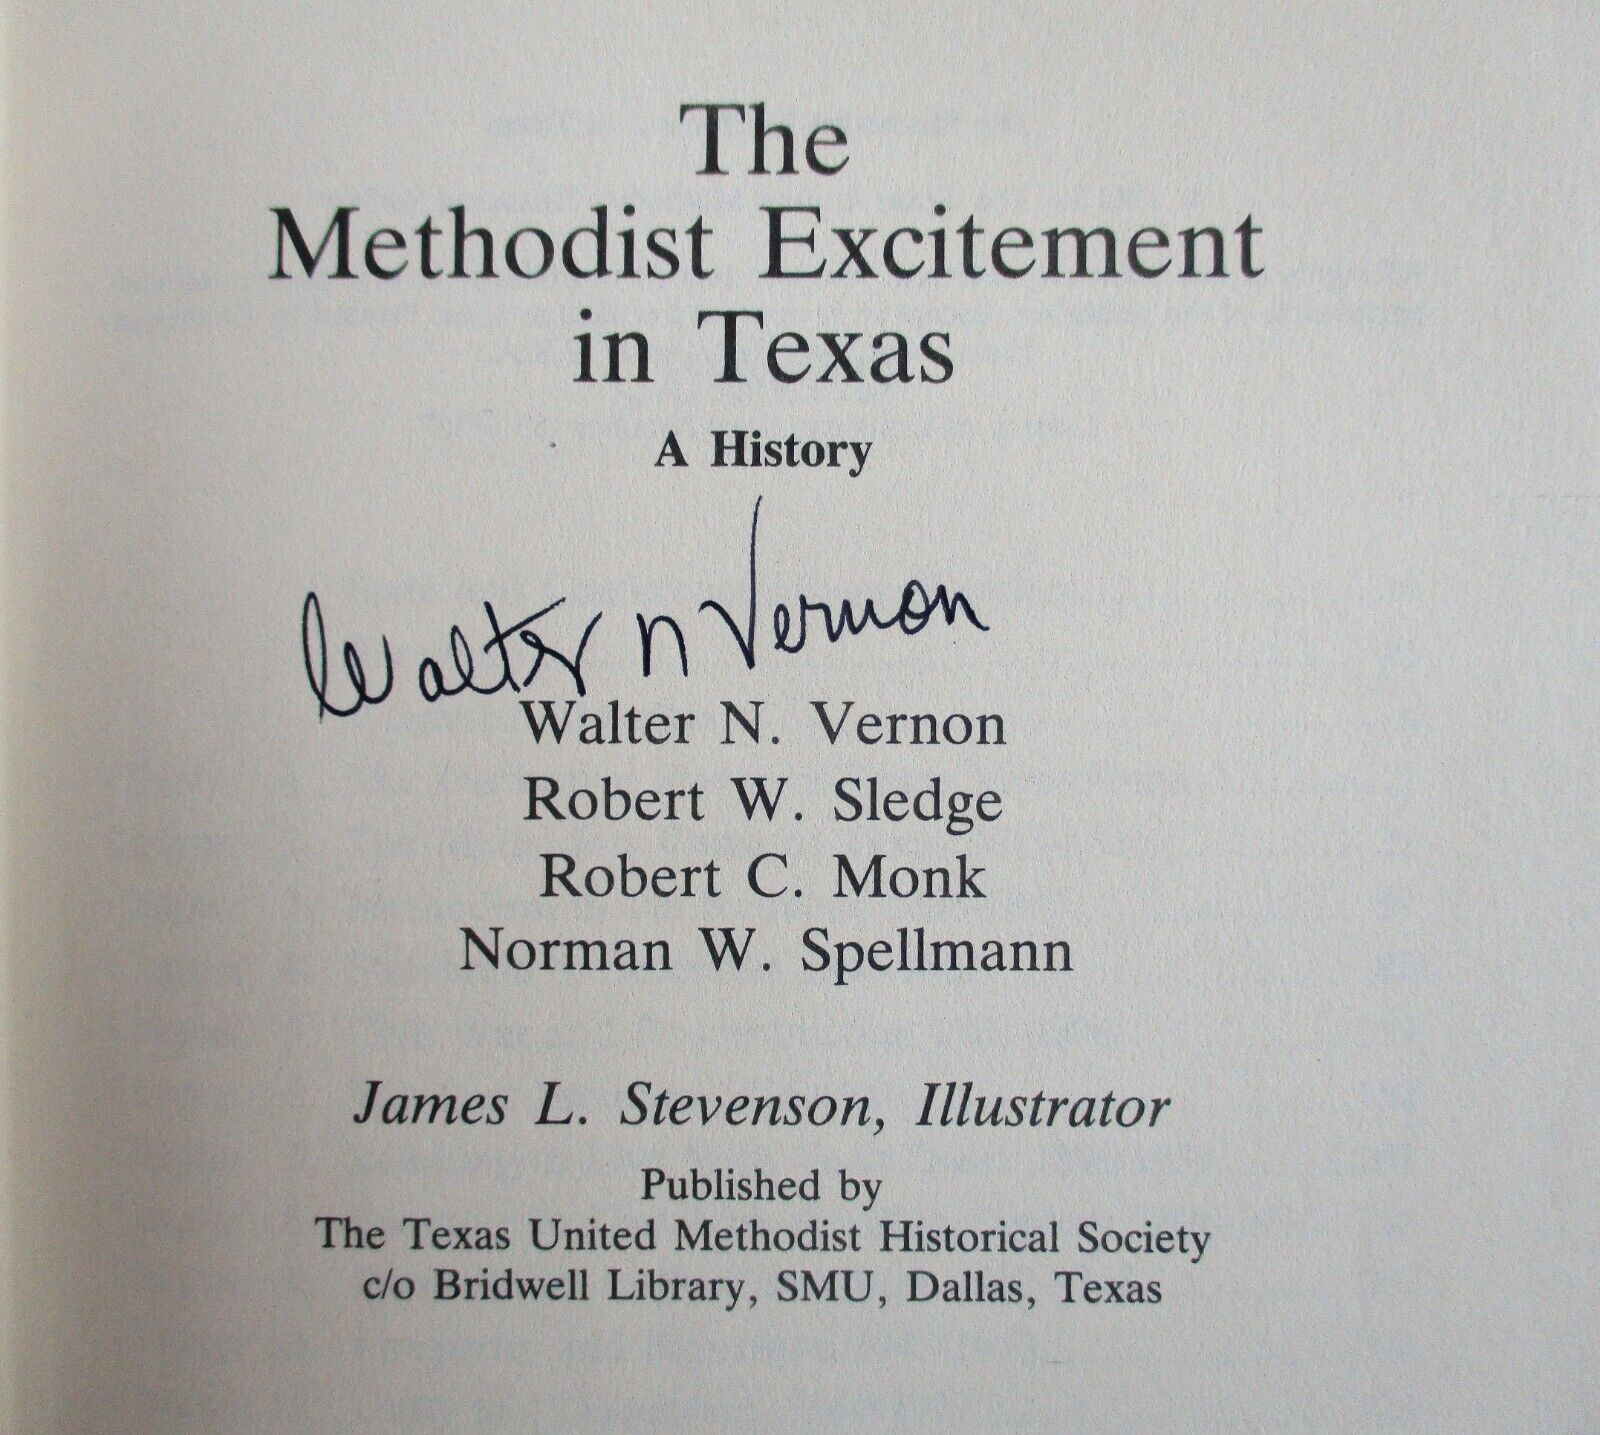 The
Methodist Excitement
in Texas
A History
Walter n Vernon
Walter N. Vernon
Robert W. Sledge
Robert C. Monk
Norman W. Spellmann
James L. Stevenson, Illustrator
Published by
The Texas United Methodist Historical Society
c/o Bridwell Library, SMU, Dallas, Texas